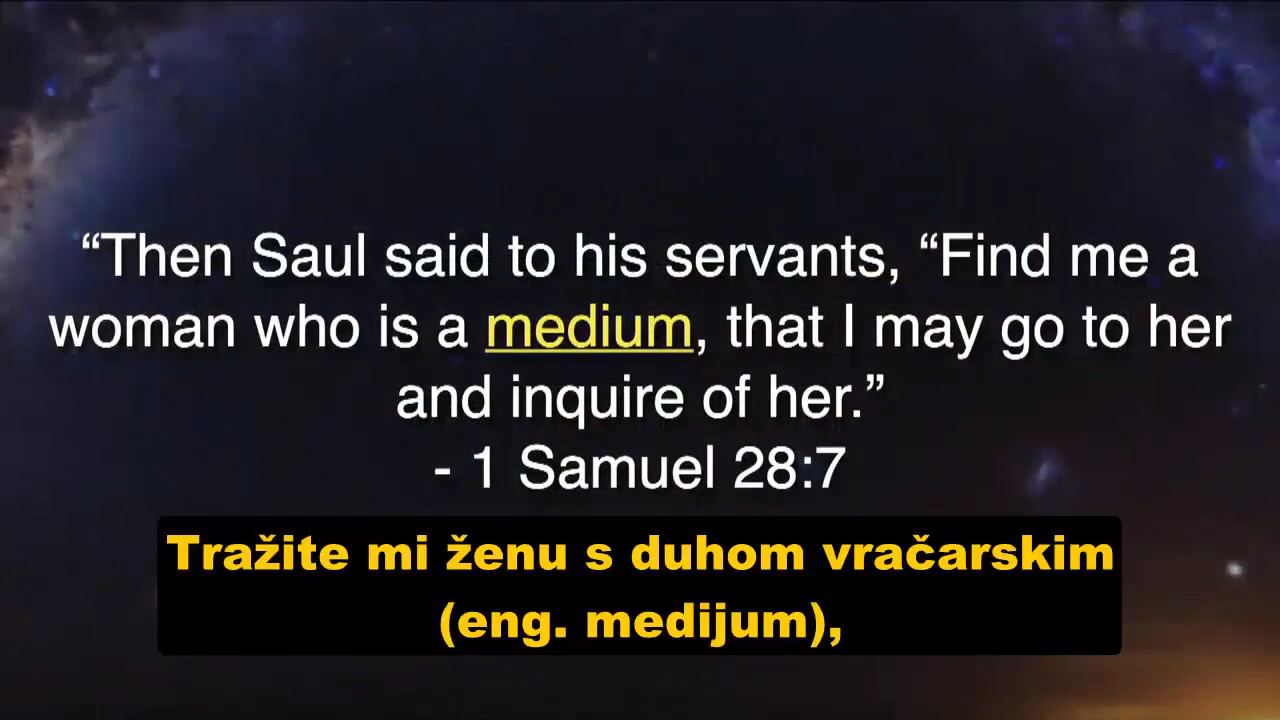 “Then Saul said to his servants, “Find me a
woman who is a medium, that I may go to her
and inquire of her.”
- 1 Samuel 28:7
Tražite mi ženu s duhom vračarskim
(eng. medijum),